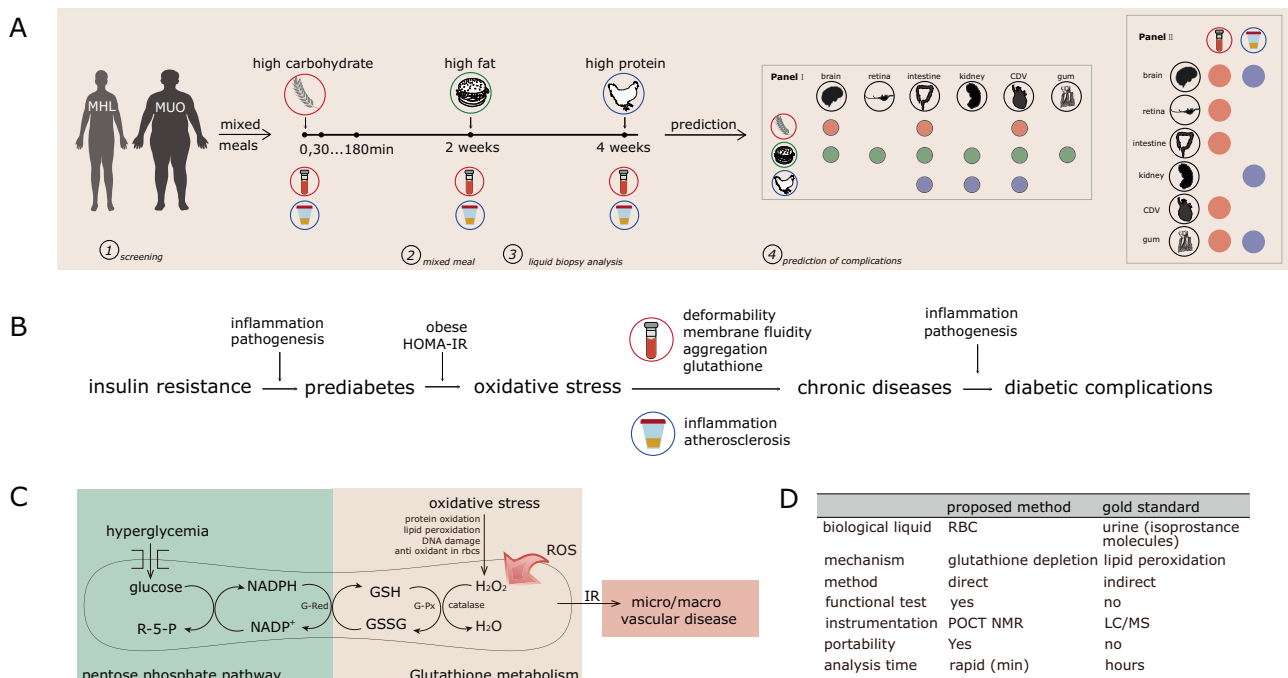 A
MHL
MUO
mixed
meals
high carbohydrate
high fat
high protein
0,30...180min
2 weeks
4 weeks
prediction
1 screening
2 mixed meal
3 liquid biopsy analysis
4 prediction of complications
Panel I
brain
retina
intestine
kidney
CDV
gum
Panel II
brain
retina
intestine
kidney
CDV
gum
B
inflammation
pathogenesis
obese
HOMA-IR
deformability
membrane fluidity
aggregation
glutathione
inflammation
pathogenesis
insulin resistance
prediabetes
oxidative stress
chronic diseases
diabetic complications
inflammation
atherosclerosis
C
hyperglycemia
glucose
R-5-P
NADPH
NADP+
G-Red
GSH
GSSG
G-Px
catalase
oxidative stress
protein oxidation
lipid peroxidation
DNA damage
anti oxidant in rbcs
ROS
H2O2
H2O
IR
micro/macro
vascular disease
pentose phosphate pathway
Glutathione metabolism
D
proposed method gold standard
biological liquid RBC urine (isoprostance
molecules)
mechanism glutathione depletion lipid peroxidation
method direct indirect
functional test yes no
instrumentation POCT NMR LC/MS
portability Yes no
analysis time rapid (min) hours